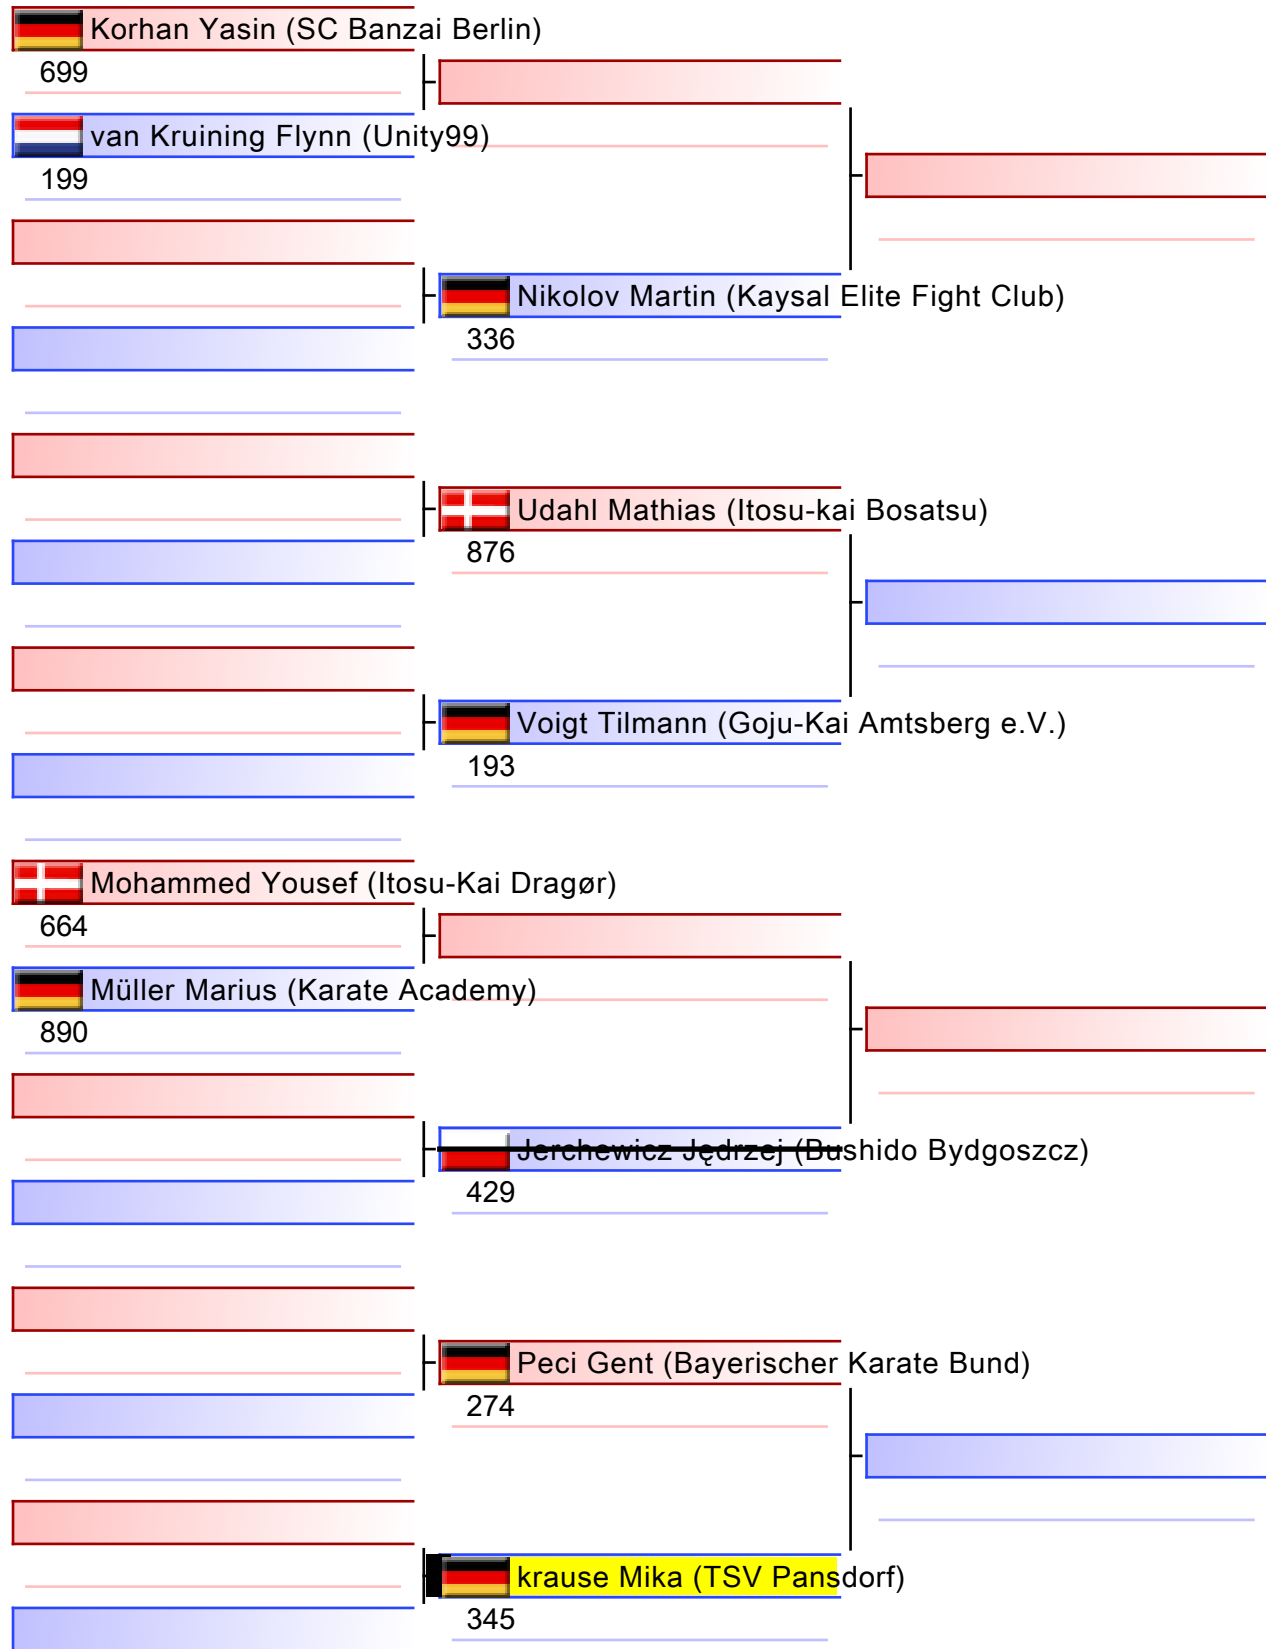 Korhan Yasin (SC Banzai Berlin)
699
van Kruining Flynn (Unity99)
199
Nikolov Martin (Kaysal Elite Fight Club)
336
Udahl Mathias (Itosu-kai Bosatsu)
876
Voigt Tilmann (Goju-Kai Amtsberg e.V.)
193
Mohammed Yousef (Itosu-Kai Dragør)
664
Müller Marius (Karate Academy)
890
Jerchewicz Jędrzej (Bushido Bydgoszcz)
429
Peci Gent (Bayerischer Karate Bund)
274
krause Mika (TSV Pansdorf)
345